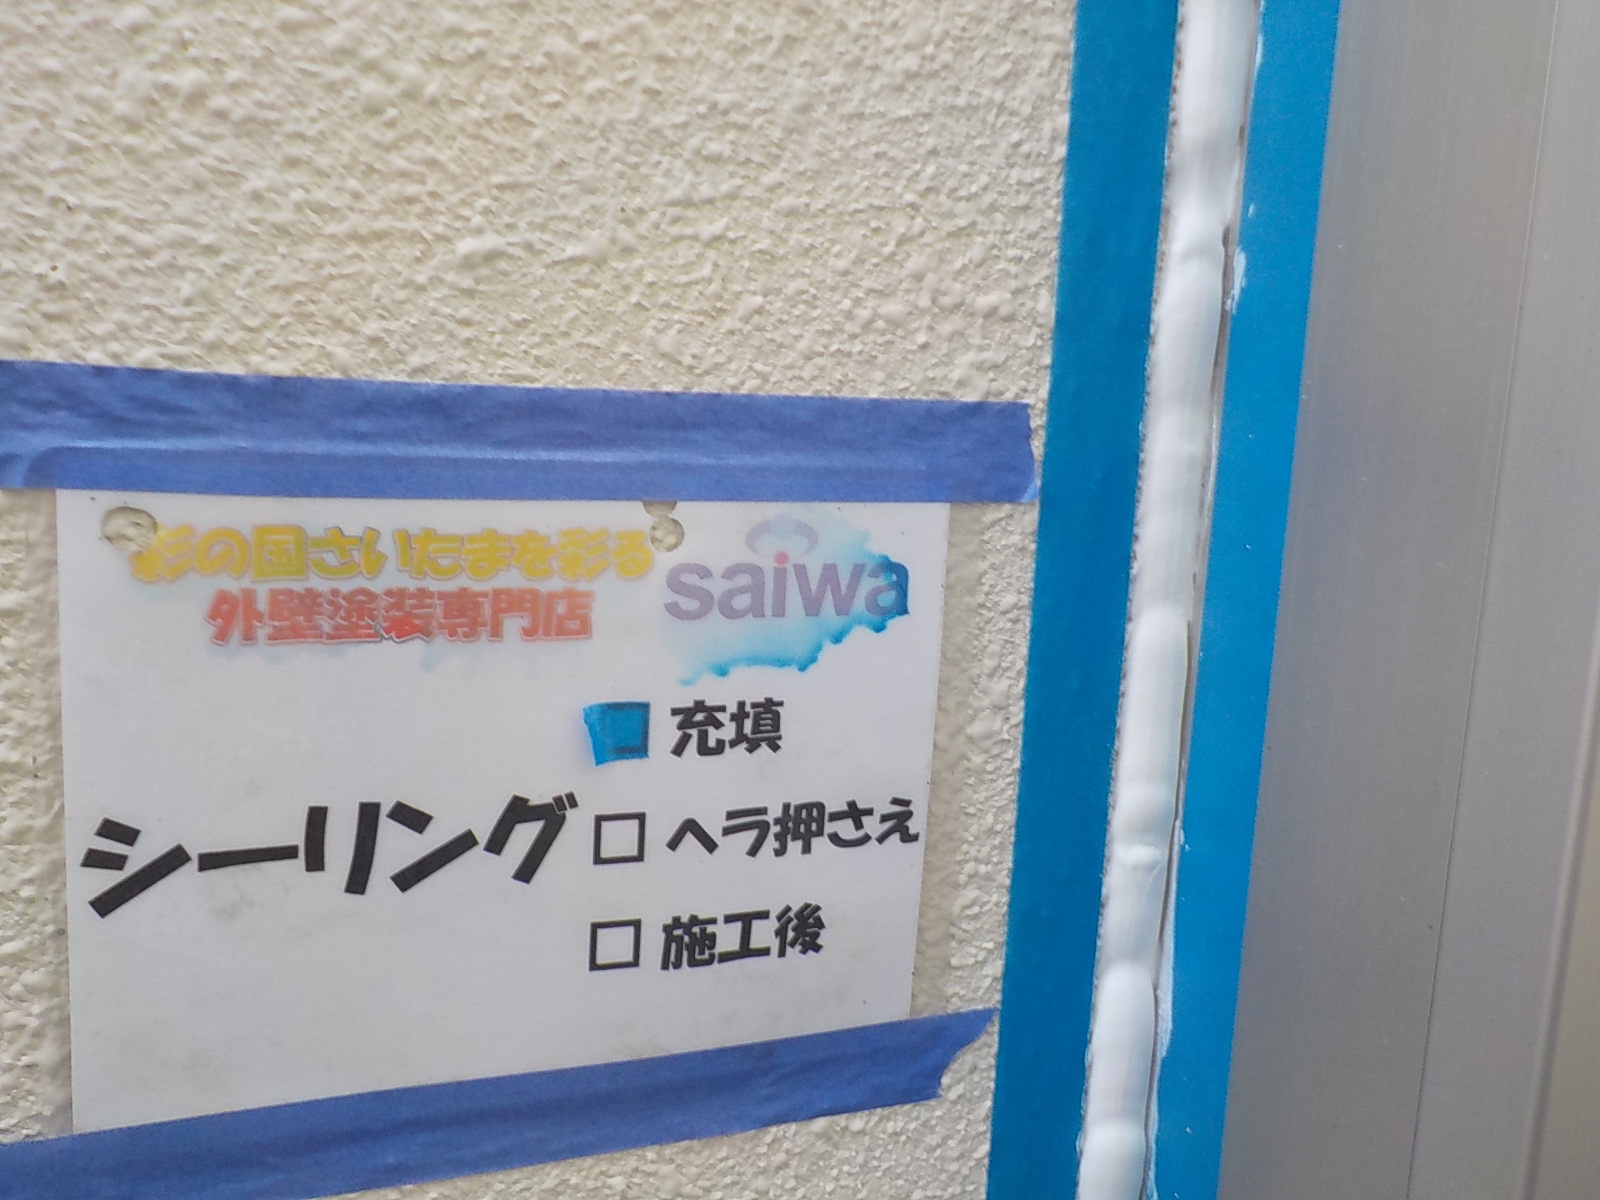 彩の国さいたまを彩る
外壁塗装専門店
saiwa
充填
シーリング
ヘラ押さえ
施工後